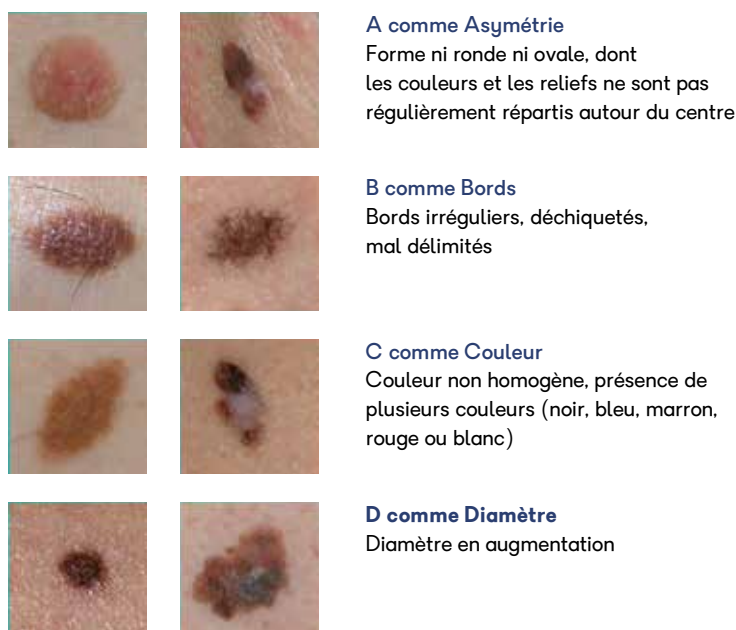 A comme Asymétrie
Forme ni ronde ni ovale, dont
les couleurs et les reliefs ne sont pas
régulièrement répartis autour du centre
B comme Bords
Bords irréguliers, déchiquetés,
mal délimités
C comme Couleur
Couleur non homogène, présence de
plusieurs couleurs (noir, bleu, marron,
rouge ou blanc)
D comme Diamètre
Diamètre en augmentation